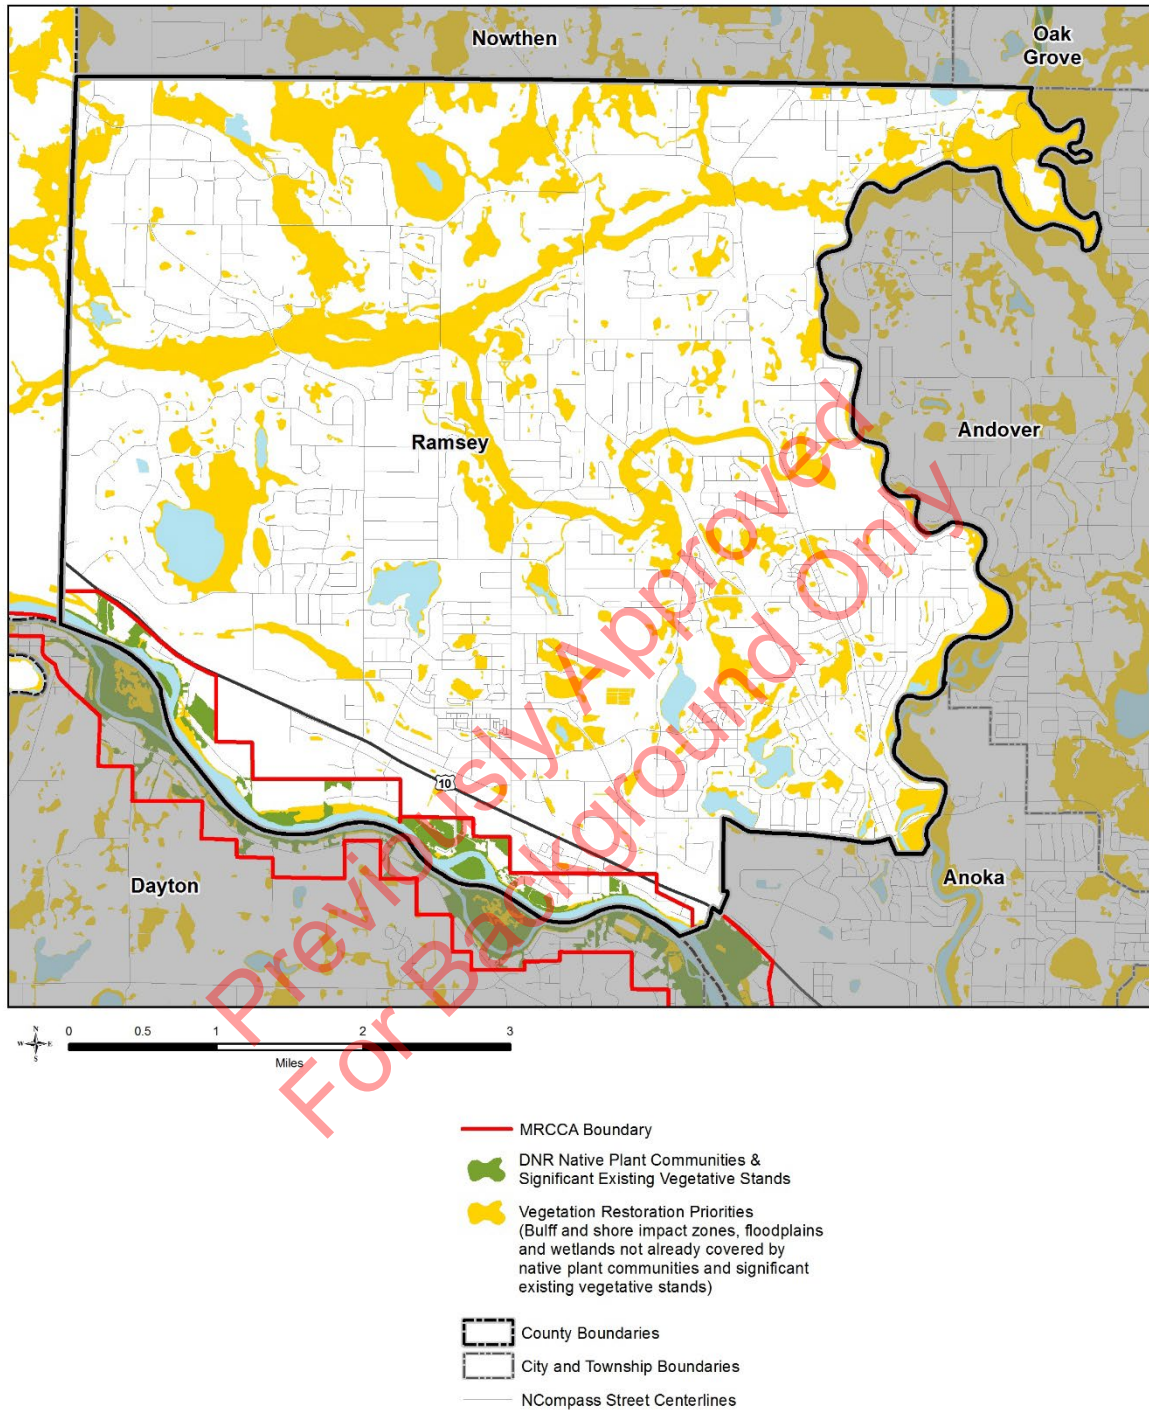 Nowthen
Oak
Grove
Ramsey
Andover
10
Dayton
Anoka
Previously Approved
For Background Only
N
W E
S
0 0.5 1 2 3
Miles
MRCCA Boundary
DNR Native Plant Communities &
Significant Existing Vegetative Stands
Vegetation Restoration Priorities
(Bulff and shore impact zones, floodplains
and wetlands not already covered by
native plant communities and significant
existing vegetative stands)
County Boundaries
City and Township Boundaries
NCompass Street Centerlines